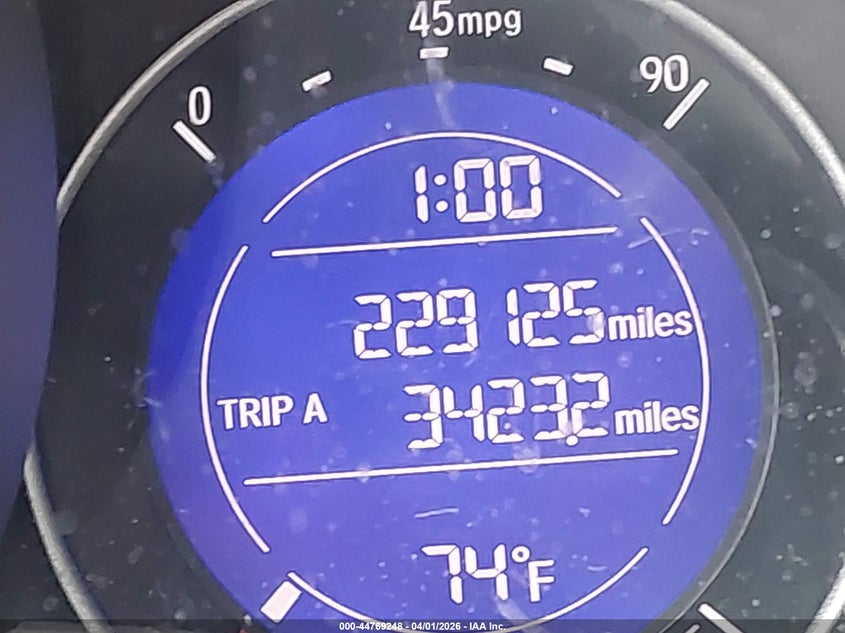 45mpg
0 90
1:00
229125miles
TRIP A 3423.2miles
74°F
000-44769248 - 04/01/2026 - IAA Inc.